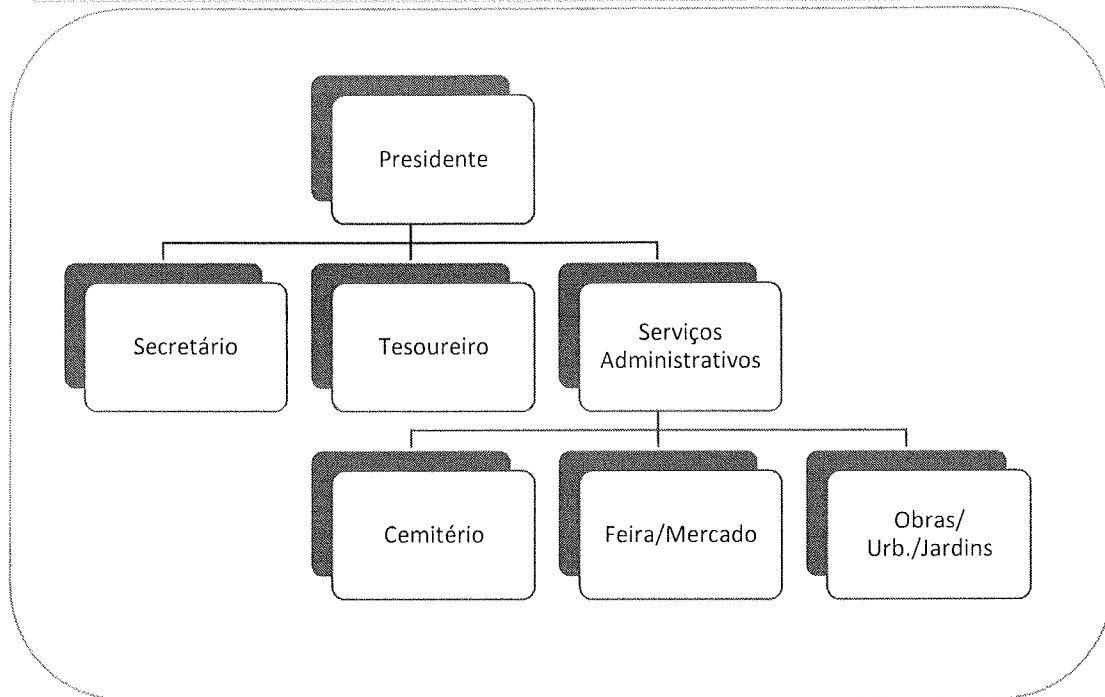 Presidente
Secretário
Tesoureiro
Serviços
Administrativos
Cemitério
Feira/Mercado
Obras/
Urb./Jardins